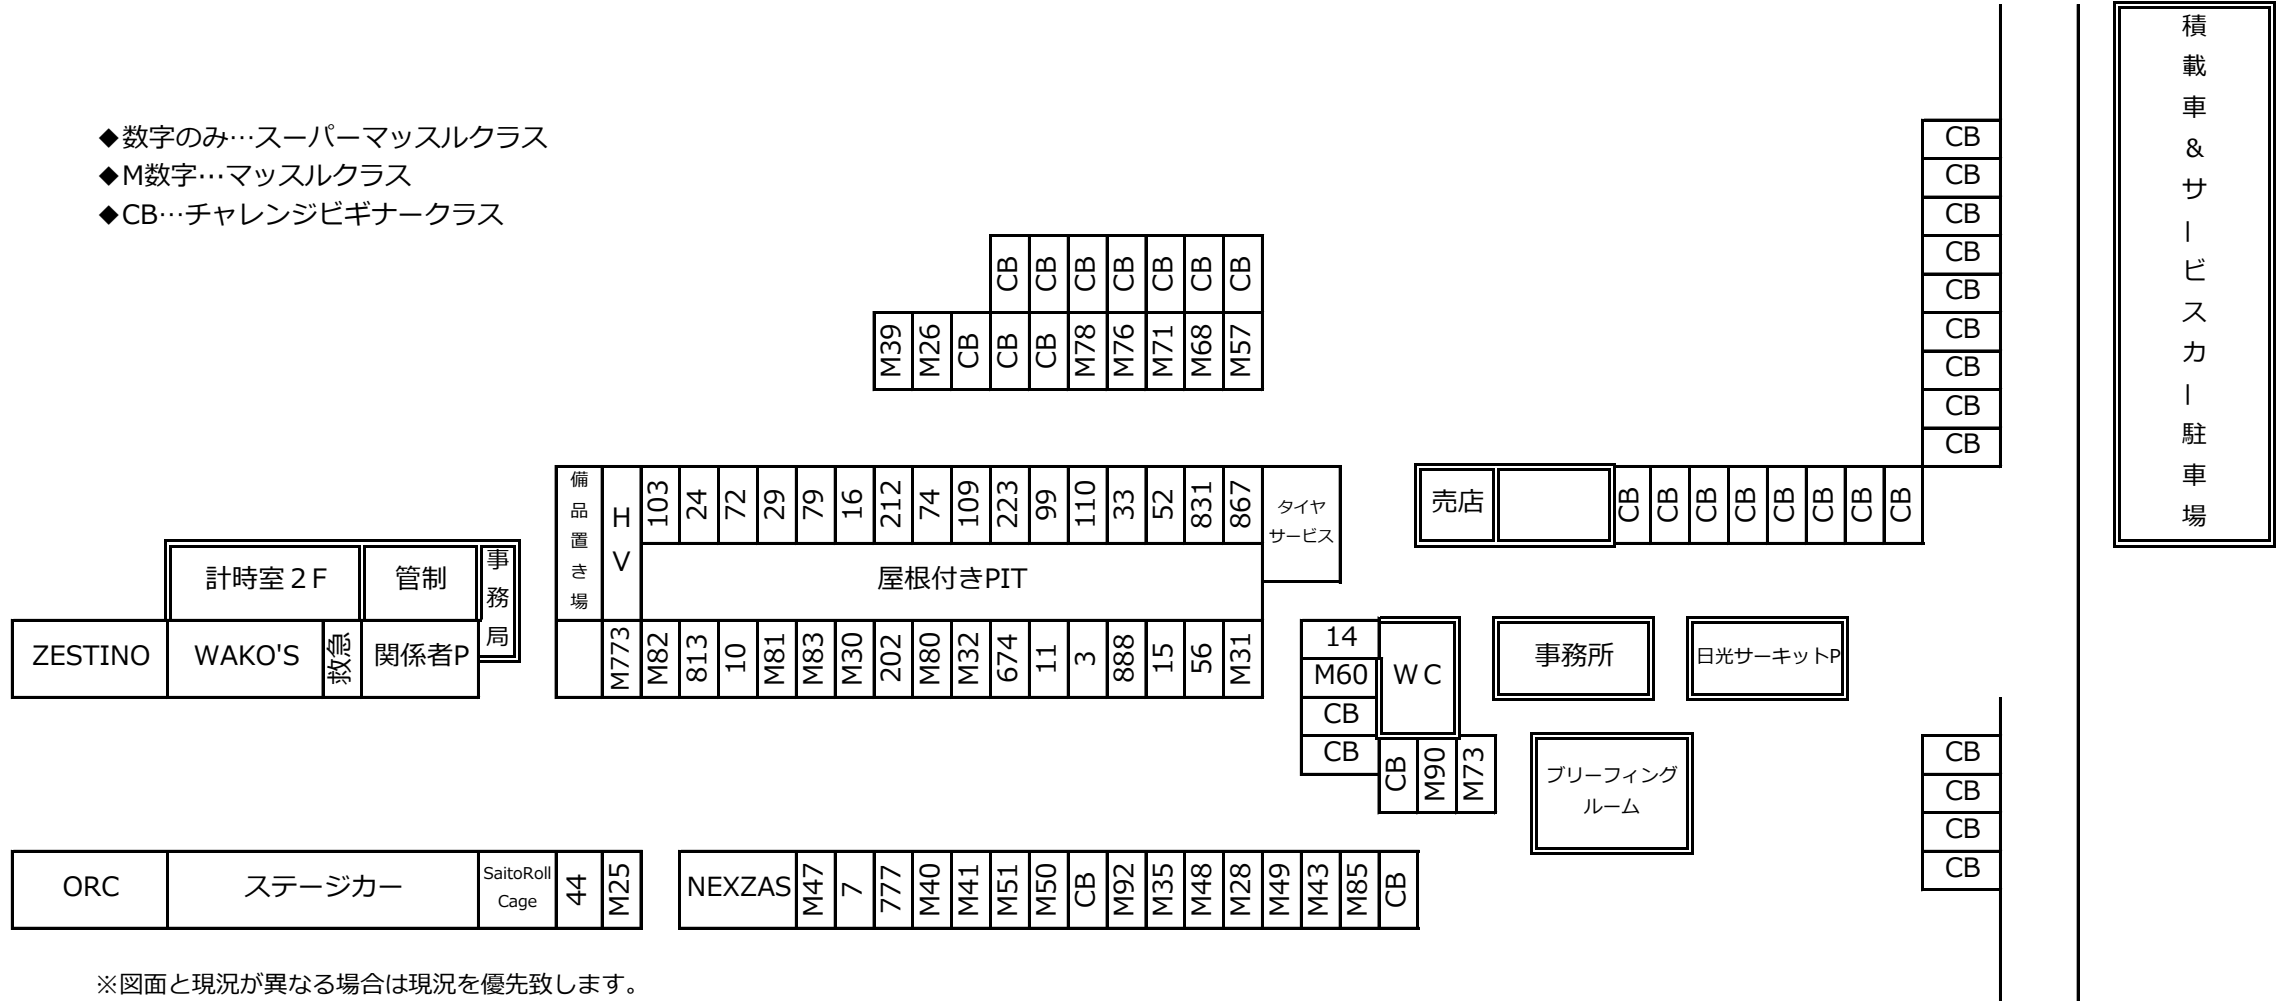 ◆数字のみ…スーパーマッスルクラス
◆M数字…マッスルクラス
◆CB…チャレンジビギナークラス
積載車&サービスカー駐車場
CB
CB
CB
CB
CB
CB
CB
CB
CB
CB CB CB CB CB CB CB
M39 M26 CB CB CB M78 M76 M71 M68 M57
備品置き場 HV 103 24 72 29 79 16 212 74 109 223 99 110 33 52 831 867
タイヤ
サービス
売店 CB CB CB CB CB CB CB CB
計時室2F 管制 事務局
屋根付きPIT
ZESTINO WAKO'S 救急 関係者P
M773 M82 813 10 M81 M83 M30 202 M80 M32 674 11 3 888 15 56 M31
14
M60
CB
CB
WC
CB M90 M73
事務所
日光サーキットP
ブリーフィング
ルーム
CB
CB
CB
CB
ORC ステージカー
SaitoRoll
Cage
44 M25
NEXZAS M47 7 777 M40 M41 M51 M50 CB M92 M35 M48 M28 M49 M43 M85 CB
※図面と現況が異なる場合は現況を優先致します。